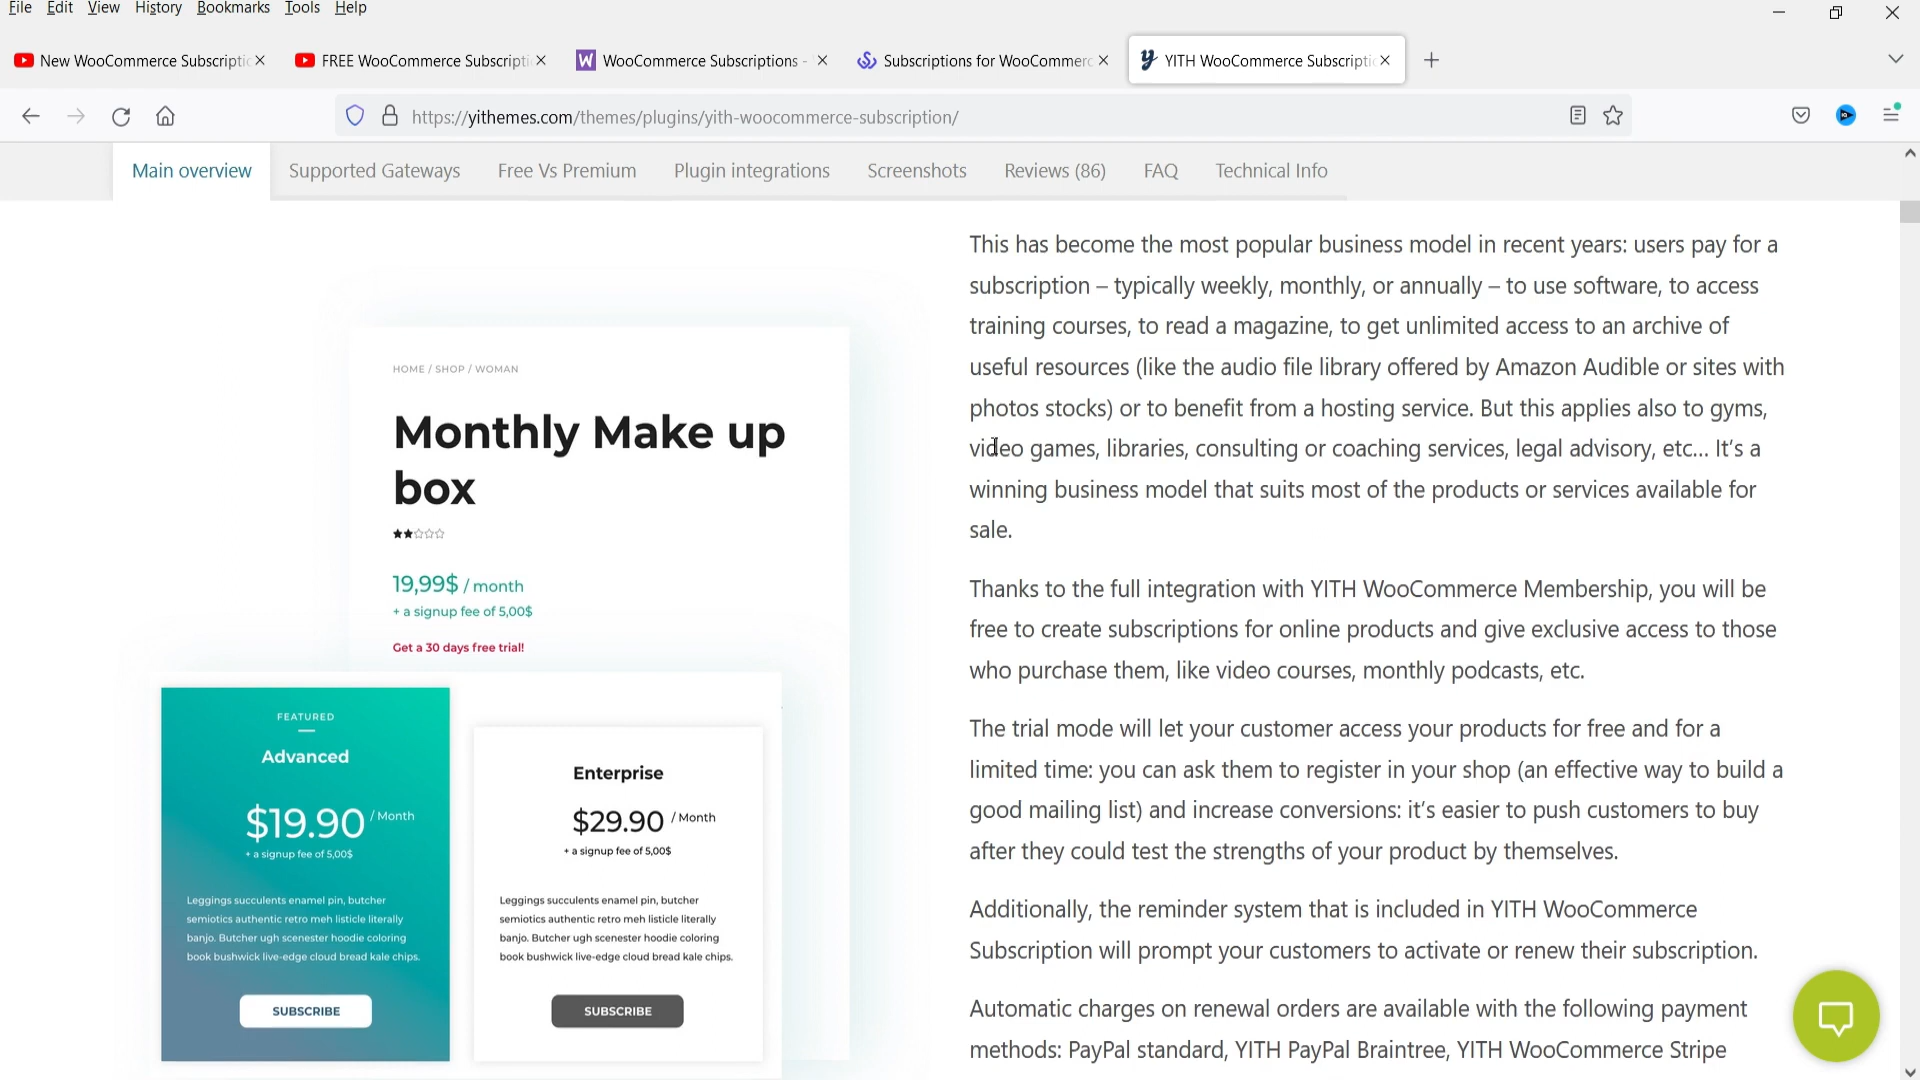 File Edit View History Bookmarks Tools Help
New WooCommerce Subscriptic
FREE WooCommerce Subscripti
WooCommerce Subscriptions -
Subscriptions for WooCommerc
YITH WooCommerce Subscripti
https://yithemes.com/themes/plugins/yith-woocommerce-subscription/
Main overview Supported Gateways Free Vs Premium Plugin integrations Screenshots Reviews (86) FAQ Technical Info
HOME / SHOP / WOMAN
Monthly Make up
box
19,99$ / month
+ a signup fee of 5,00$
Get a 30 days free trial!
FEATURED
Advanced
$19.90 / Month
+ a signup fee of 5,00$
Leggings succulents enamel pin, butcher
semiotics authentic retro meh listicle literally
banjo. Butcher ugh scenester hoodie coloring
book bushwick live-edge cloud bread kale chips.
SUBSCRIBE
Enterprise
$29.90 / Month
+ a signup fee of 5,00$
Leggings succulents enamel pin, butcher
semiotics authentic retro meh listicle literally
banjo. Butcher ugh scenester hoodie coloring
book bushwick live-edge cloud bread kale chips.
SUBSCRIBE
This has become the most popular business model in recent years: users pay for a
subscription – typically weekly, monthly, or annually – to use software, to access
training courses, to read a magazine, to get unlimited access to an archive of
useful resources (like the audio file library offered by Amazon Audible or sites with
photos stocks) or to benefit from a hosting service. But this applies also to gyms,
video games, libraries, consulting or coaching services, legal advisory, etc... It's a
winning business model that suits most of the products or services available for
sale.
Thanks to the full integration with YITH WooCommerce Membership, you will be
free to create subscriptions for online products and give exclusive access to those
who purchase them, like video courses, monthly podcasts, etc.
The trial mode will let your customer access your products for free and for a
limited time: you can ask them to register in your shop (an effective way to build a
good mailing list) and increase conversions: it's easier to push customers to buy
after they could test the strengths of your product by themselves.
Additionally, the reminder system that is included in YITH WooCommerce
Subscription will prompt your customers to activate or renew their subscription.
Automatic charges on renewal orders are available with the following payment
methods: PayPal standard, YITH PayPal Braintree, YITH WooCommerce Stripe